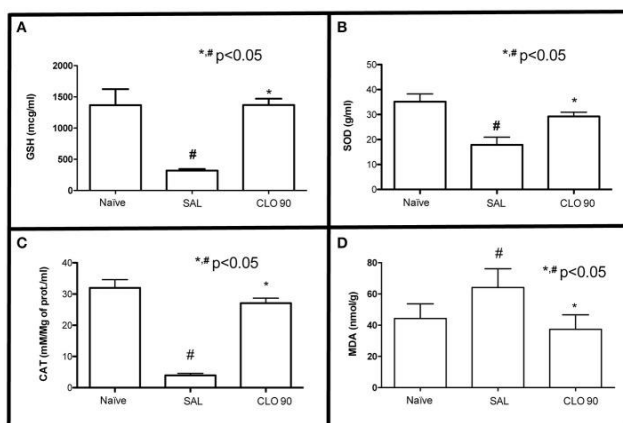 A
*,# p<0.05
GSH (mcg/ml)
2000
1500
1000
500
0
#
*
Naïve SAL CLO 90
B
*,# p<0.05
SOD (g/ml)
50
40
30
20
10
0
#
*
Naïve SAL CLO 90
C
*,# p<0.05
CAT (mM/Mg of prot./ml)
40
30
20
10
0
#
*
Naïve SAL CLO 90
D
#
*,# p<0.05
MDA (nmol/g)
80
60
40
20
0
*
Naïve SAL CLO 90